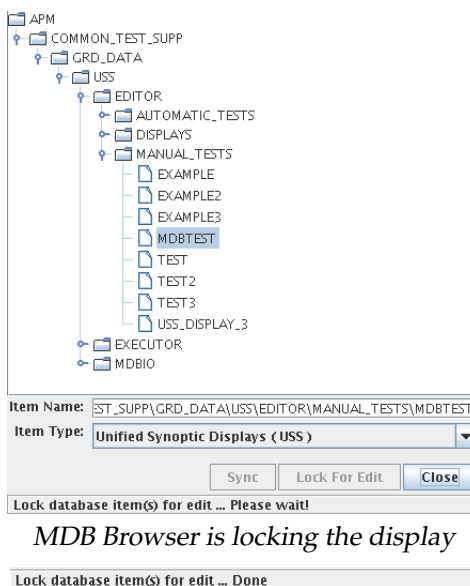 APM
COMMON_TEST_SUPP
GRD_DATA
USS
EDITOR
AUTOMATIC_TESTS
DISPLAYS
MANUAL_TESTS
EXAMPLE
EXAMPLE2
EXAMPLE3
MDBTEST
TEST
TEST2
TEST3
USS_DISPLAY_3
EXECUTOR
MDBIO
Item Name: EST_SUPP\GRD_DATA\USS\EDITOR\MANUAL_TESTS\MDBTEST
Item Type: Unified Synoptic Displays (USS)
Sync Lock For Edit Close
Lock database item(s) for edit ... Please wait!
MDB Browser is locking the display
Lock database item(s) for edit ... Done